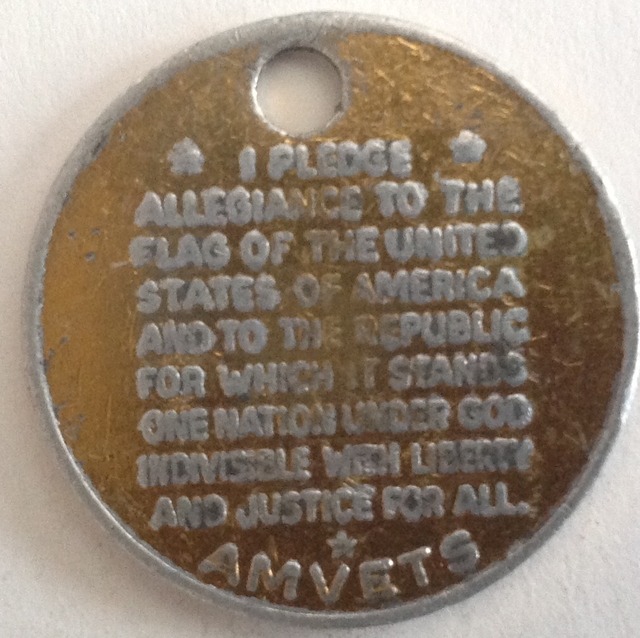 I PLEDGE
ALLEGIANCE TO THE
FLAG OF THE UNITED
STATES OF AMERICA
AND TO THE REPUBLIC
FOR WHICH IT STANDS
ONE NATION UNDER GOD
INDIVISIBLE WITH LIBERTY
AND JUSTICE FOR ALL.
AMVETS